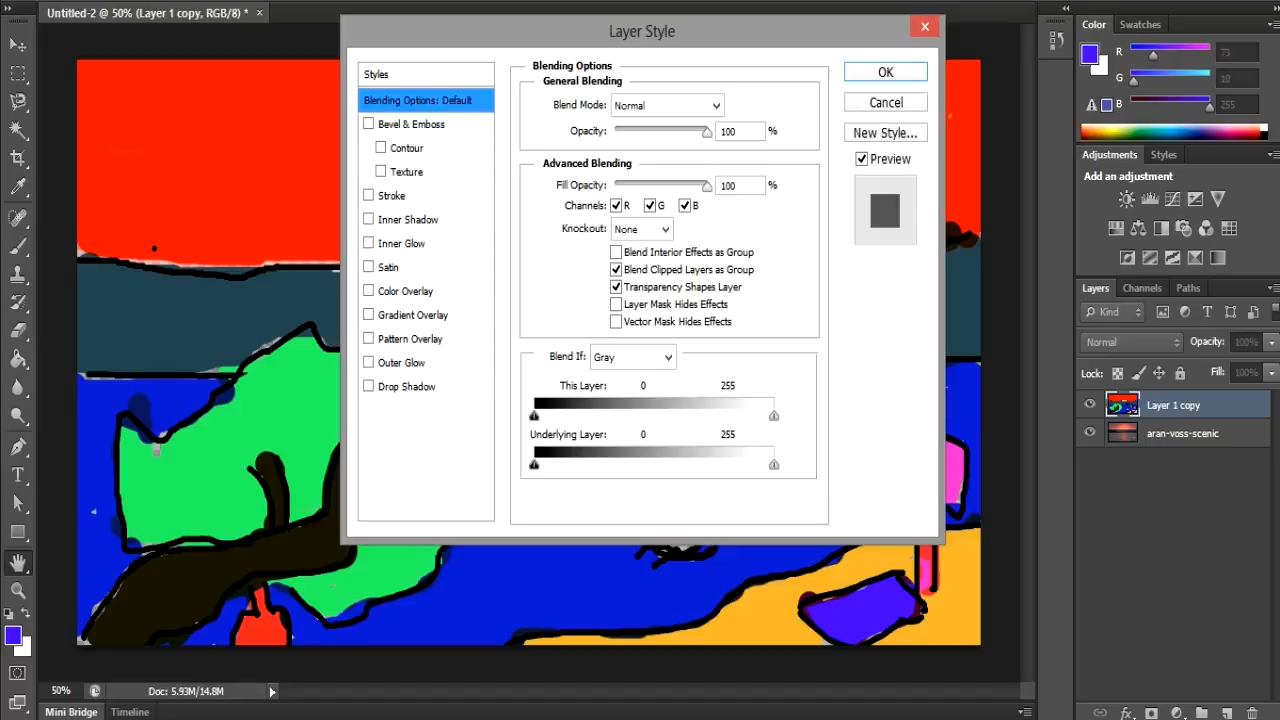 Untitled-2 @ 50% (Layer 1 copy, RGB/8) * ×
Layer Style
Styles
Blending Options: Default
Bevel & Emboss
Contour
Texture
Stroke
Inner Shadow
Inner Glow
Satin
Color Overlay
Gradient Overlay
Pattern Overlay
Outer Glow
Drop Shadow
Blending Options
General Blending
Blend Mode: Normal
Opacity: 100 %
Advanced Blending
Fill Opacity: 100 %
Channels: R G B
Knockout: None
Blend Interior Effects as Group
Blend Clipped Layers as Group
Transparency Shapes Layer
Layer Mask Hides Effects
Vector Mask Hides Effects
Blend If: Gray
This Layer: 0 255
Underlying Layer: 0 255
OK
Cancel
New Style...
Preview
Color Swatches
R 73
G 10
B 255
Adjustments Styles
Add an adjustment
Layers Channels Paths
Kind
Normal Opacity: 100%
Lock: Fill: 100%
Layer 1 copy
aran-voss-scenic
50% Doc: 5.93M/14.8M
Mini Bridge Timeline